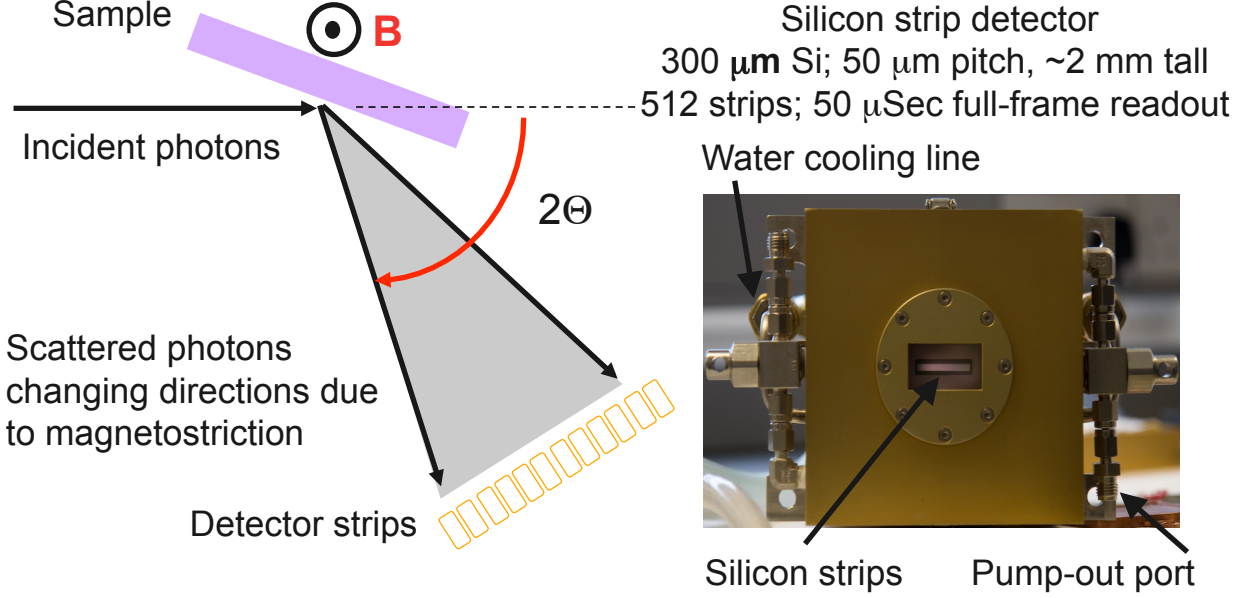 Sample
B
Incident photons
2Θ
Scattered photons
changing directions due
to magnetostriction
Detector strips
Silicon strip detector
300 μm Si; 50 μm pitch, ~2 mm tall
512 strips; 50 μSec full-frame readout
Water cooling line
Silicon strips
Pump-out port